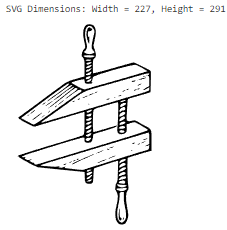 SVG Dimensions: Width = 227, Height = 291